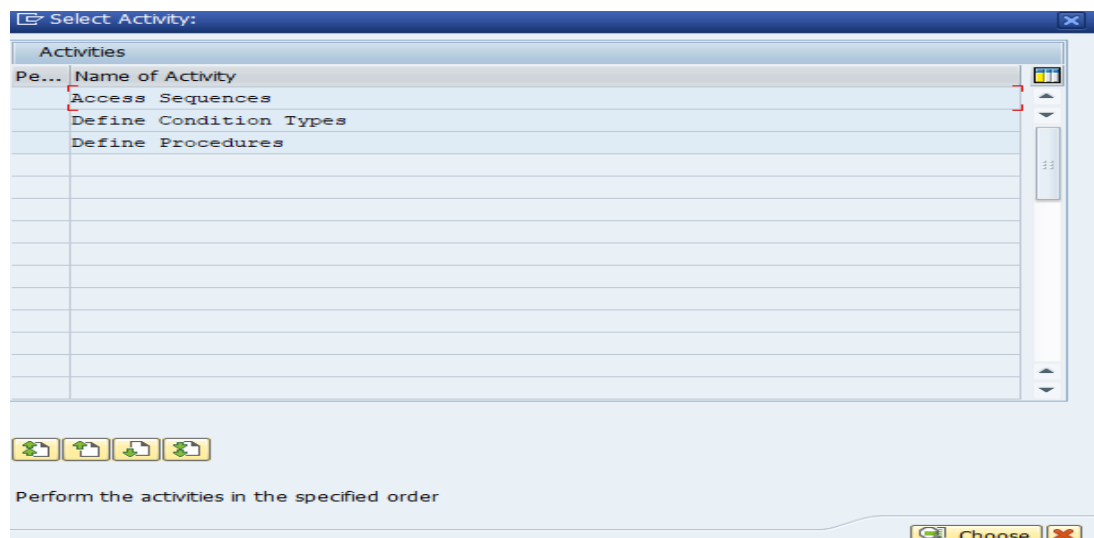 Select Activity:
Activities
Pe... Name of Activity
Access Sequences
Define Condition Types
Define Procedures
Perform the activities in the specified order
Choose